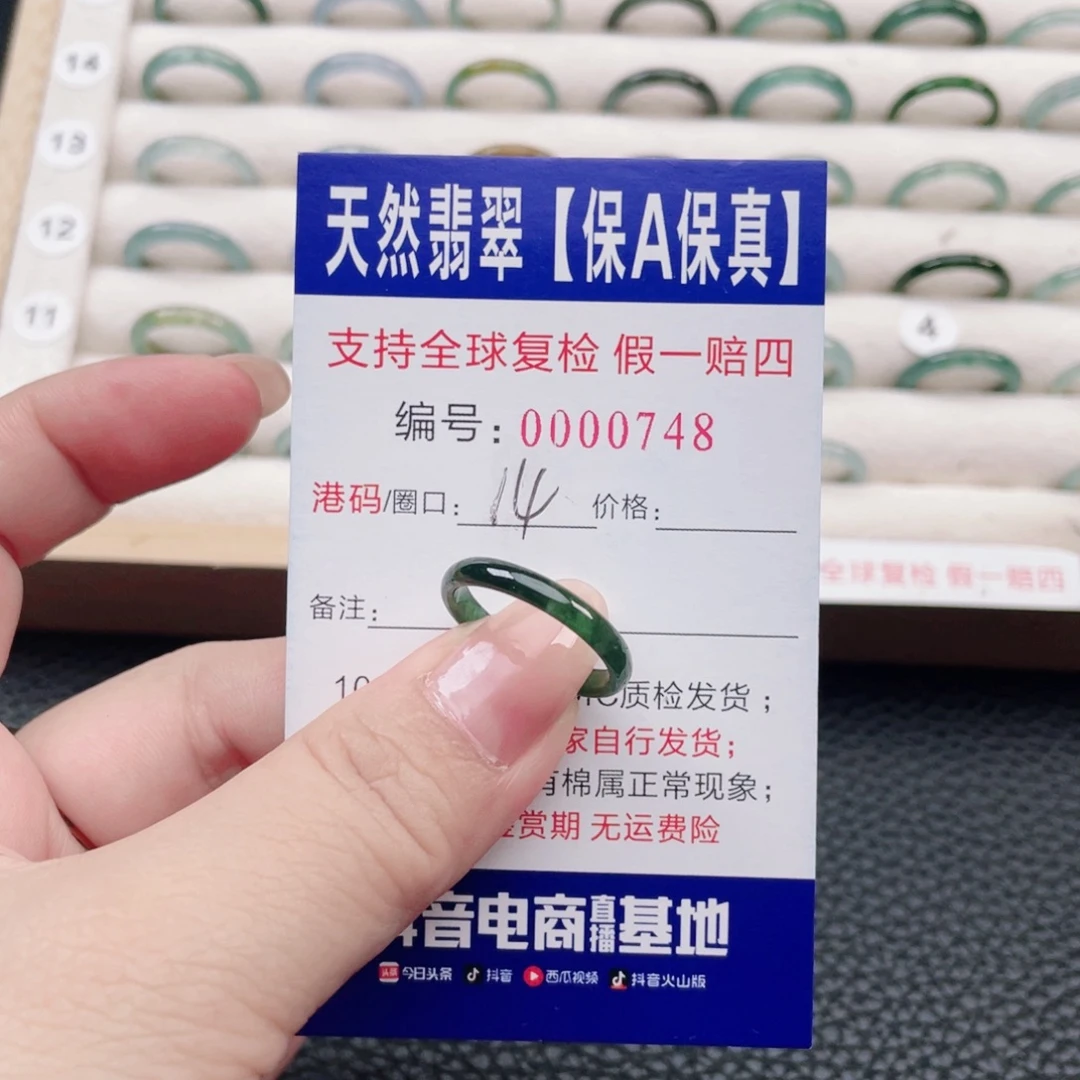 14
13
12
11
4
天然翡翠【保A保真】
支持全球复检 假一赔四
编号：0000748
港码/圈口：14 价格：
备注：
10
质检发货；
家自行发货；
有棉属正常现象；
赏期 无运费险
全球复检 假一赔四
抖音电商直播基地
今日头条 抖音 西瓜视频 抖音火山版